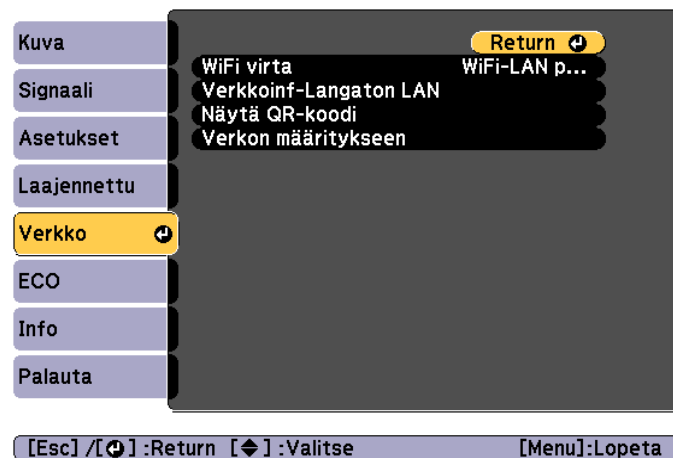 Kuva
Signaali
Asetukset
Laajennettu
Verkko
ECO
Info
Palauta
Return
WiFi virta WiFi-LAN p...
Verkkoinf-Langaton LAN
Näytä QR-koodi
Verkon määritykseen
[Esc] /[ ] :Return [ ] :Valitse [Menu]:Lopeta